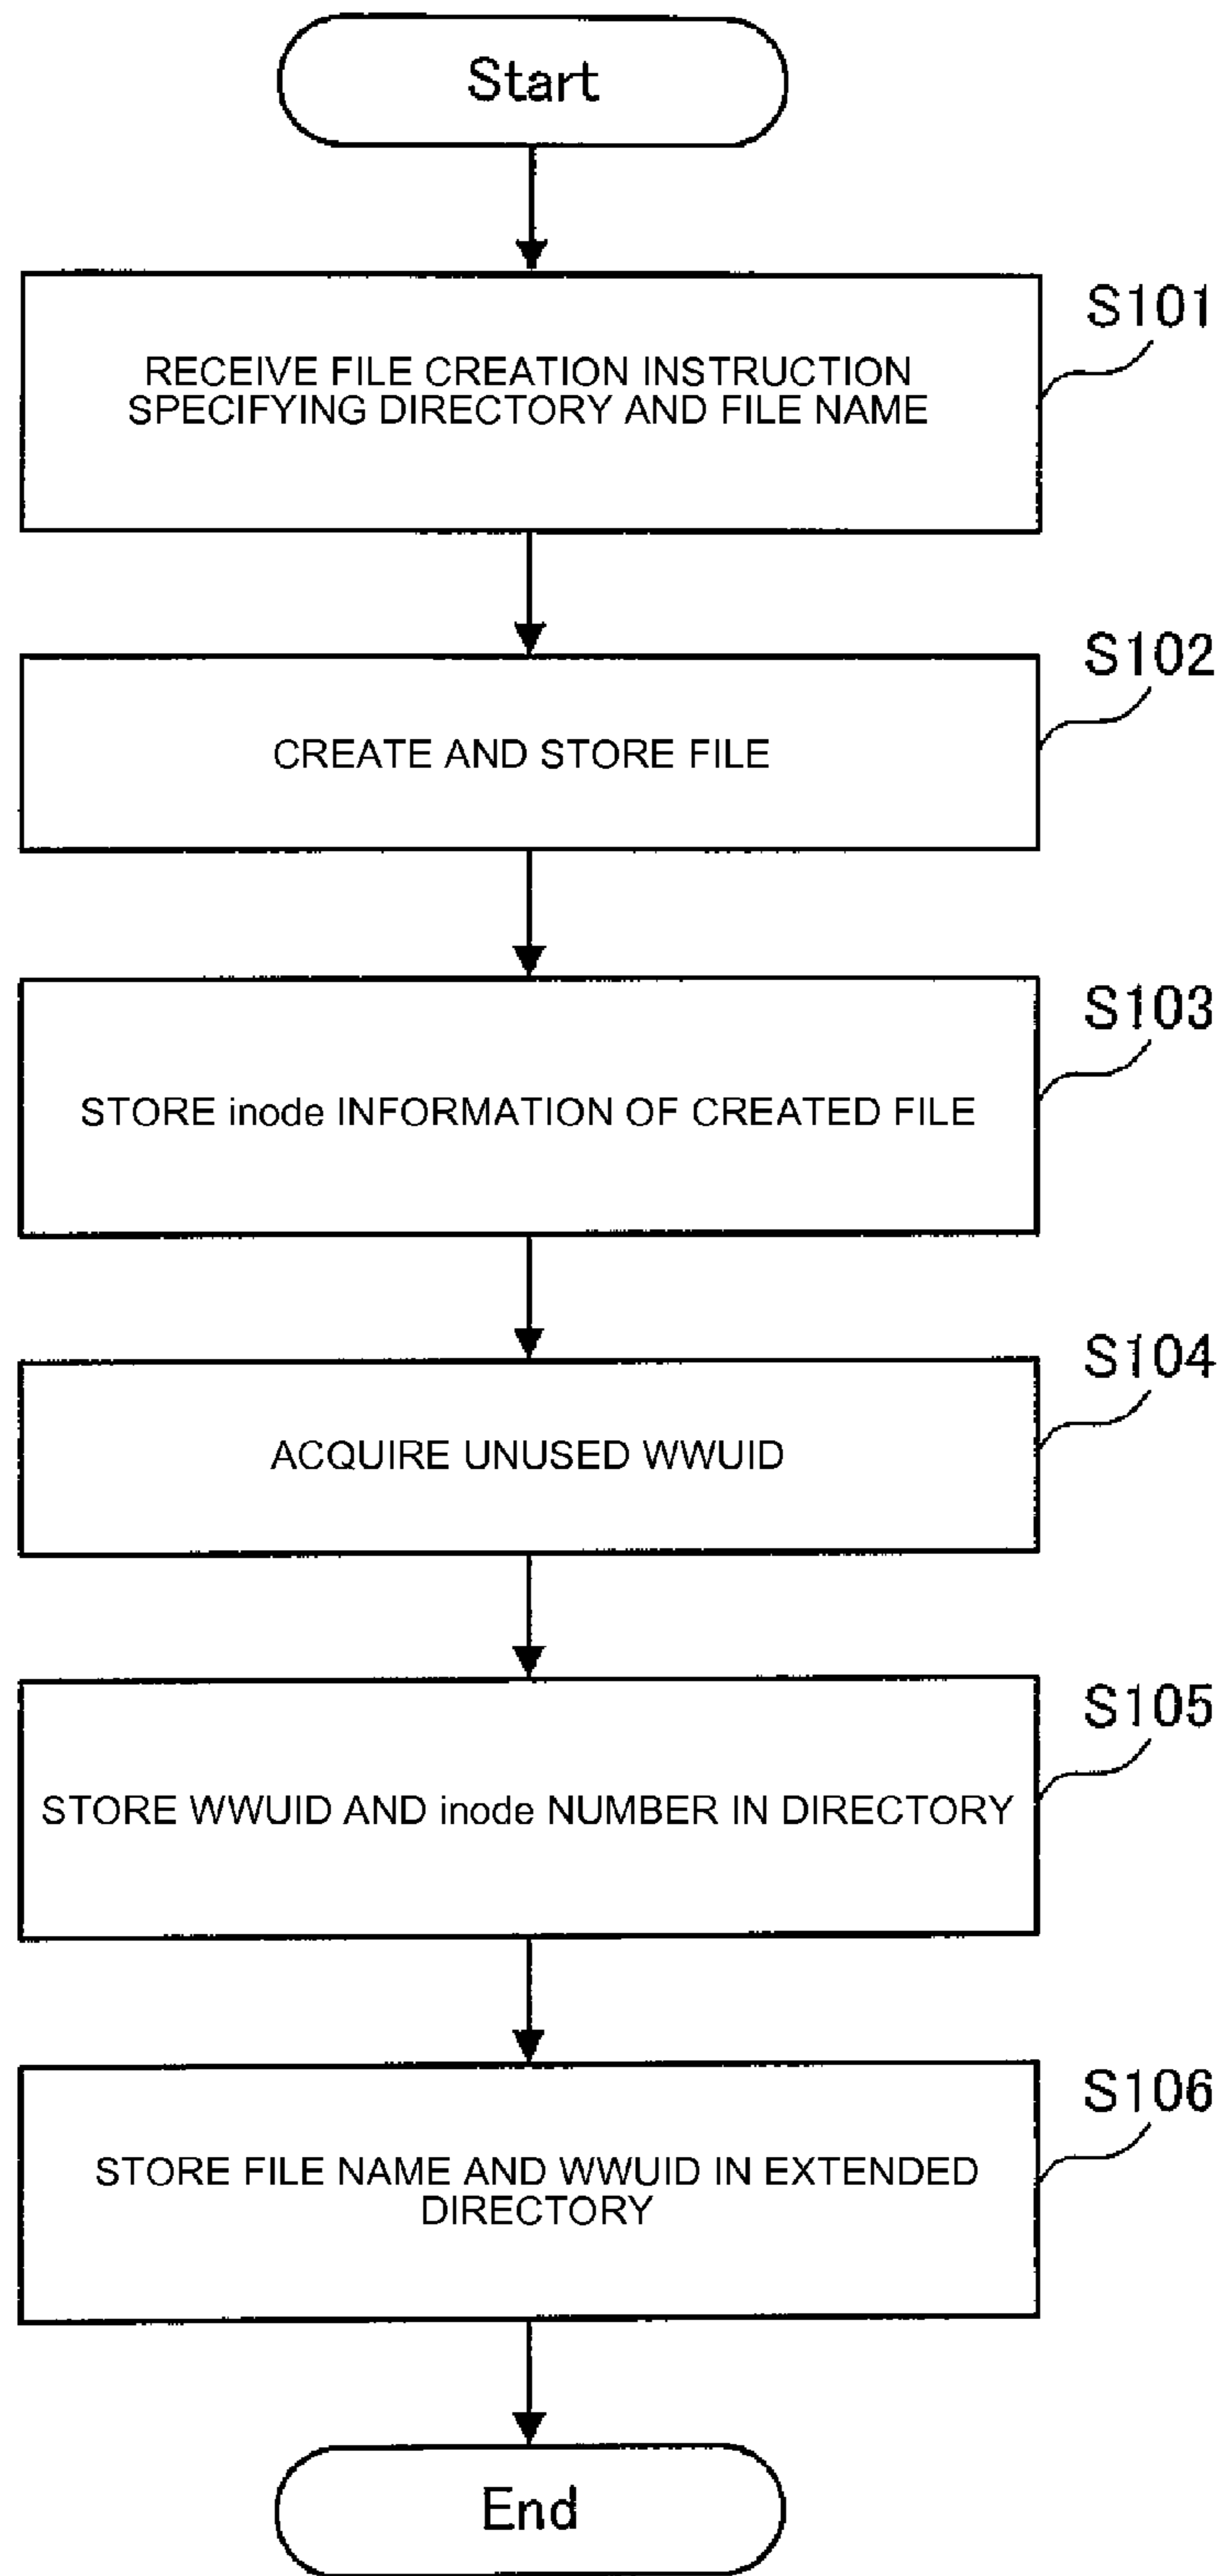 Start
RECEIVE FILE CREATION INSTRUCTION
SPECIFYING DIRECTORY AND FILE NAME
S101
CREATE AND STORE FILE
S102
STORE inode INFORMATION OF CREATED FILE
S103
ACQUIRE UNUSED WWUID
S104
STORE WWUID AND inode NUMBER IN DIRECTORY
S105
STORE FILE NAME AND WWUID IN EXTENDED
DIRECTORY
S106
End